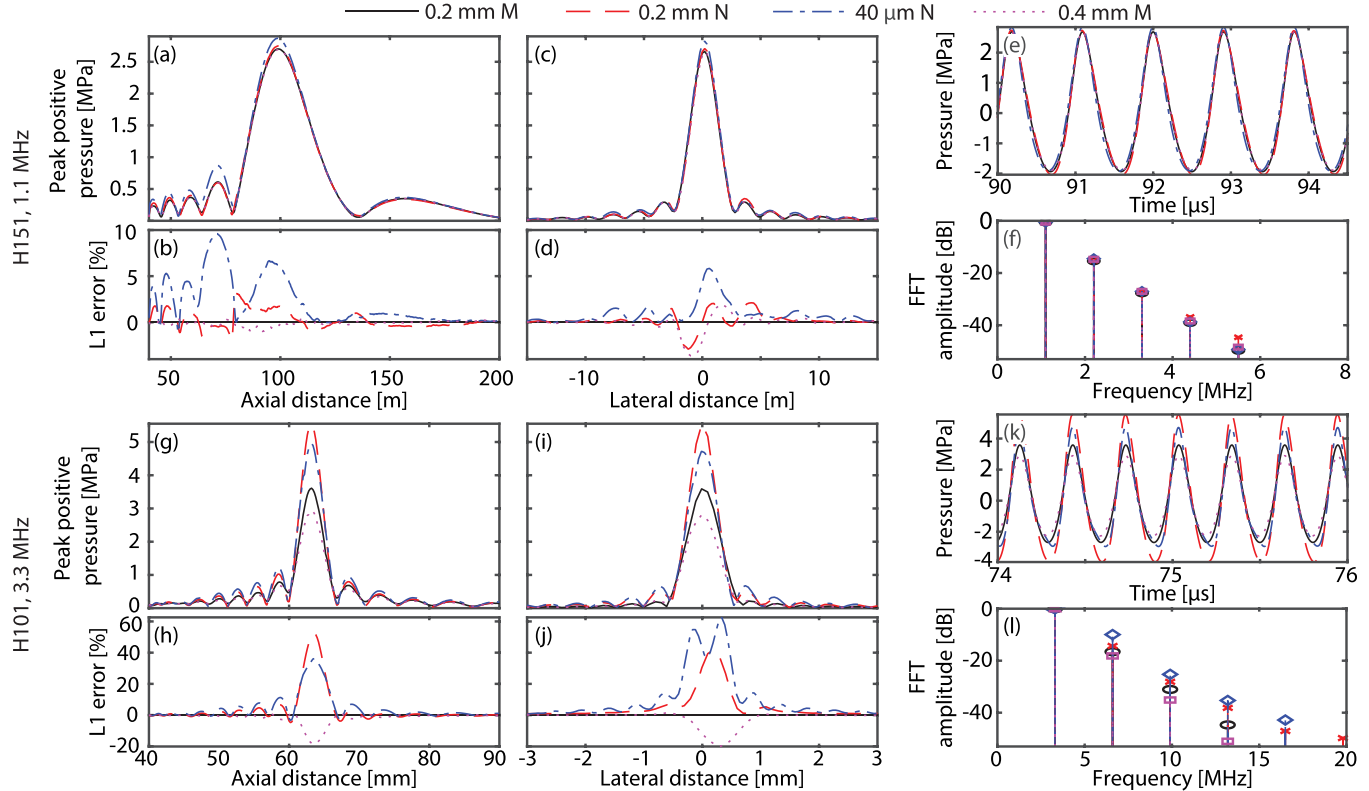 0.2 mm M 0.2 mm N 40 µm N 0.4 mm M
H151, 1.1 MHz
Peak positive
pressure [MPa]
(a)
2.5
2
1.5
1
0.5
L1 error [%]
(b)
10
5
0
50 100 150 200
Axial distance [m]
(c)
(d)
-10 0 10
Lateral distance [m]
Pressure [MPa]
(e)
2
1
0
-1
-2
90 91 92 93 94
Time [µs]
FFT
amplitude [dB]
(f)
0
-20
-40
0 2 4 6 8
Frequency [MHz]
H101, 3.3 MHz
Peak positive
pressure [MPa]
(g)
5
4
3
2
1
0
L1 error [%]
(h)
60
40
20
0
-20
40 50 60 70 80 90
Axial distance [mm]
(i)
(j)
-3 -2 -1 0 1 2 3
Lateral distance [mm]
Pressure [MPa]
(k)
4
2
0
-2
-4
74 75 76
Time [µs]
FFT
amplitude [dB]
(l)
0
-20
-40
0 5 10 15 20
Frequency [MHz]